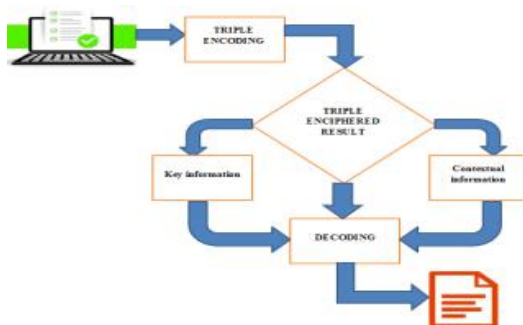 TRIPLE
ENCODING
TRIPLE
ENCIPHERED
RESULT
Key information
Contextual
information
DECODING